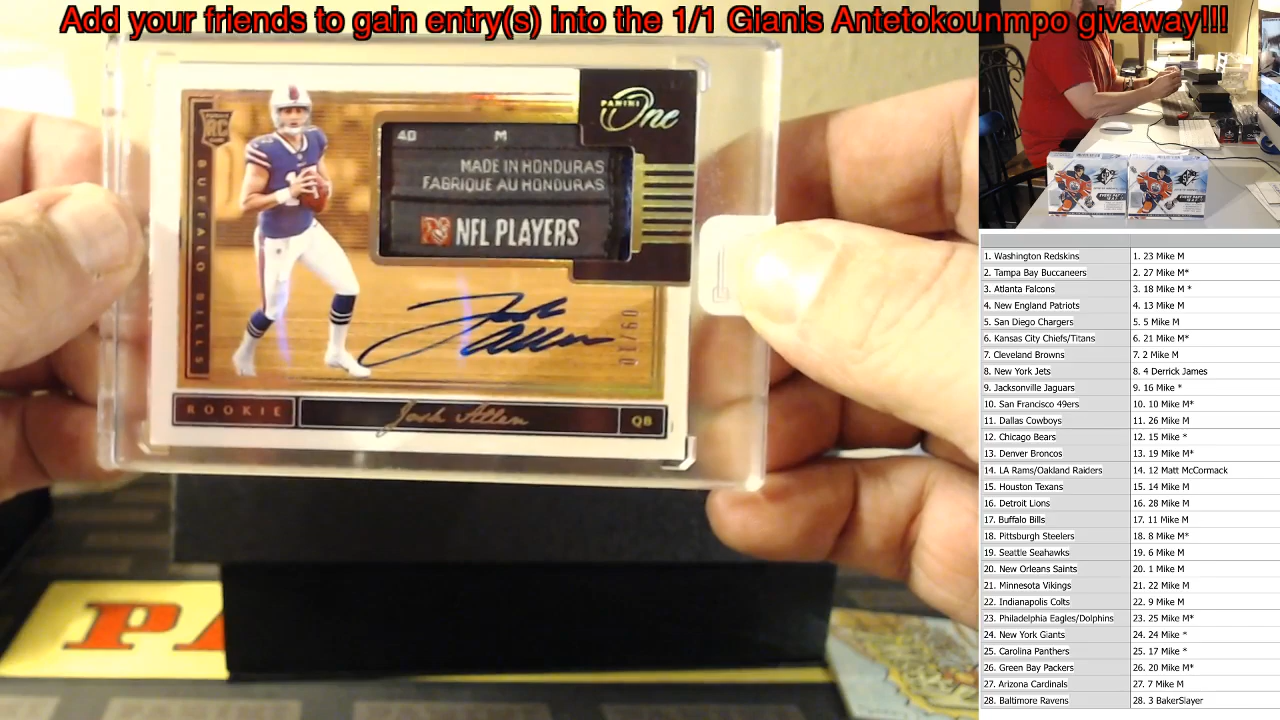 Add your friends to gain entry(s) into the 1/1 Gianis Antetokounmpo givaway!!!
PANINI
One
RC
BUFFALO BILLS
40 M
MADE IN HONDURAS
FABRIQUE AU HONDURAS
NFL PLAYERS
Josh Allen
ROOKIE
Josh Allen
QB
1. Washington Redskins 1. 23 Mike M
2. Tampa Bay Buccaneers 2. 27 Mike M*
3. Atlanta Falcons 3. 18 Mike M *
4. New England Patriots 4. 13 Mike M
5. San Diego Chargers 5. 5 Mike M
6. Kansas City Chiefs/Titans 6. 21 Mike M*
7. Cleveland Browns 7. 2 Mike M
8. New York Jets 8. 4 Derrick James
9. Jacksonville Jaguars 9. 16 Mike *
10. San Francisco 49ers 10. 10 Mike M*
11. Dallas Cowboys 11. 26 Mike M
12. Chicago Bears 12. 15 Mike *
13. Denver Broncos 13. 19 Mike M*
14. LA Rams/Oakland Raiders 14. 12 Matt McCormack
15. Houston Texans 15. 14 Mike M
16. Detroit Lions 16. 28 Mike M
17. Buffalo Bills 17. 11 Mike M
18. Pittsburgh Steelers 18. 8 Mike M*
19. Seattle Seahawks 19. 6 Mike M
20. New Orleans Saints 20. 1 Mike M
21. Minnesota Vikings 21. 22 Mike M
22. Indianapolis Colts 22. 9 Mike M
23. Philadelphia Eagles/Dolphins 23. 25 Mike M*
24. New York Giants 24. 24 Mike *
25. Carolina Panthers 25. 17 Mike *
26. Green Bay Packers 26. 20 Mike M*
27. Arizona Cardinals 27. 7 Mike M
28. Baltimore Ravens 28. 3 BakerSlayer